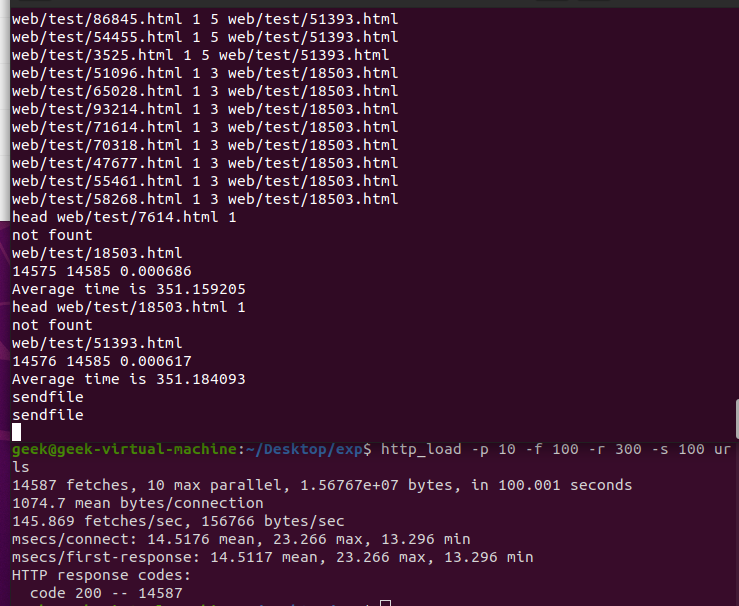 web/test/86845.html 1 5 web/test/51393.html
web/test/54455.html 1 5 web/test/51393.html
web/test/3525.html 1 5 web/test/51393.html
web/test/51096.html 1 3 web/test/18503.html
web/test/65028.html 1 3 web/test/18503.html
web/test/93214.html 1 3 web/test/18503.html
web/test/71614.html 1 3 web/test/18503.html
web/test/70318.html 1 3 web/test/18503.html
web/test/47677.html 1 3 web/test/18503.html
web/test/55461.html 1 3 web/test/18503.html
web/test/58268.html 1 3 web/test/18503.html
head web/test/7614.html 1
not fount
web/test/18503.html
14575 14585 0.000686
Average time is 351.159205
head web/test/18503.html 1
not fount
web/test/51393.html
14576 14585 0.000617
Average time is 351.184093
sendfile
sendfile
geek@geek-virtual-machine:~/Desktop/exp$ http_load -p 10 -f 100 -r 300 -s 100 ur
ls
14587 fetches, 10 max parallel, 1.56767e+07 bytes, in 100.001 seconds
1074.7 mean bytes/connection
145.869 fetches/sec, 156766 bytes/sec
msecs/connect: 14.5176 mean, 23.266 max, 13.296 min
msecs/first-response: 14.5117 mean, 23.266 max, 13.296 min
HTTP response codes:
  code 200 -- 14587